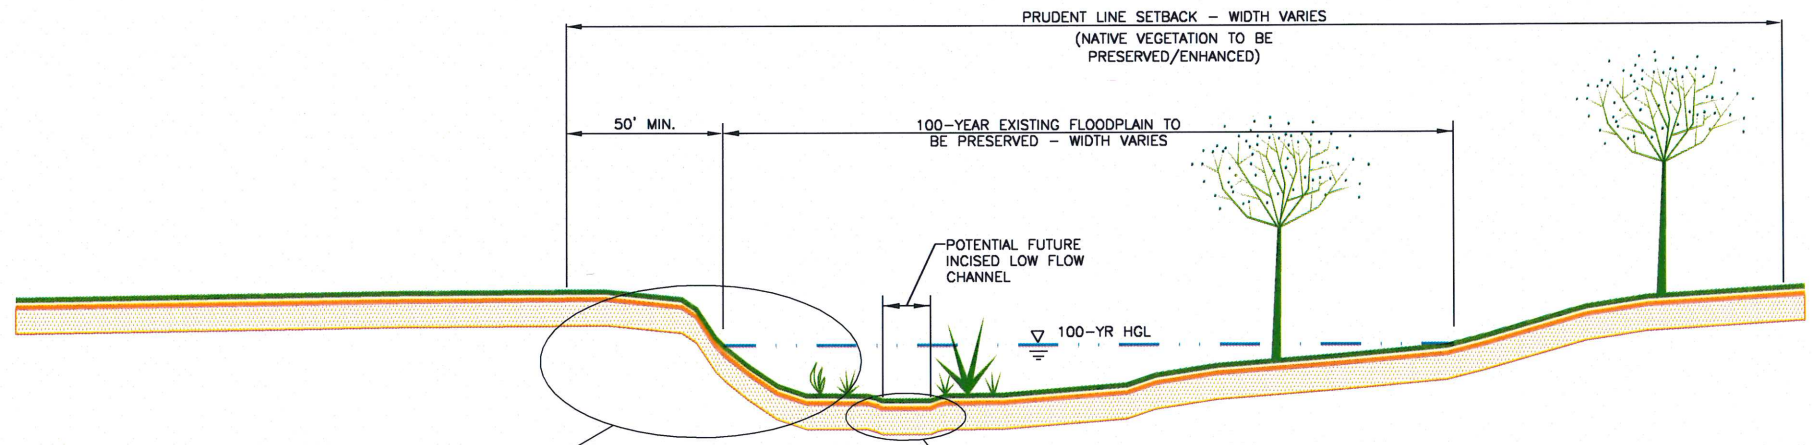 PRUDENT LINE SETBACK – WIDTH VARIES
(NATIVE VEGETATION TO BE
PRESERVED/ENHANCED)
50' MIN.
100–YEAR EXISTING FLOODPLAIN TO
BE PRESERVED – WIDTH VARIES
POTENTIAL FUTURE
INCISED LOW FLOW
CHANNEL
100–YR HGL